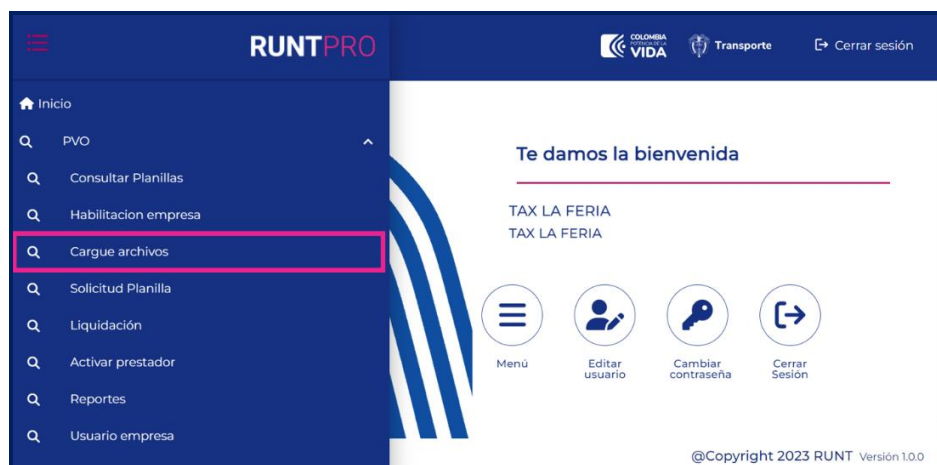 RUNTPRO
COLOMBIA
POTENCIA DE LA
VIDA
Transporte
Cerrar sesión
Inicio
PVO
Consultar Planillas
Habilitacion empresa
Cargue archivos
Solicitud Planilla
Liquidación
Activar prestador
Reportes
Usuario empresa
Te damos la bienvenida
TAX LA FERIA
TAX LA FERIA
Menú
Editar
usuario
Cambiar
contraseña
Cerrar
Sesión
@Copyright 2023 RUNT Versión 1.0.0